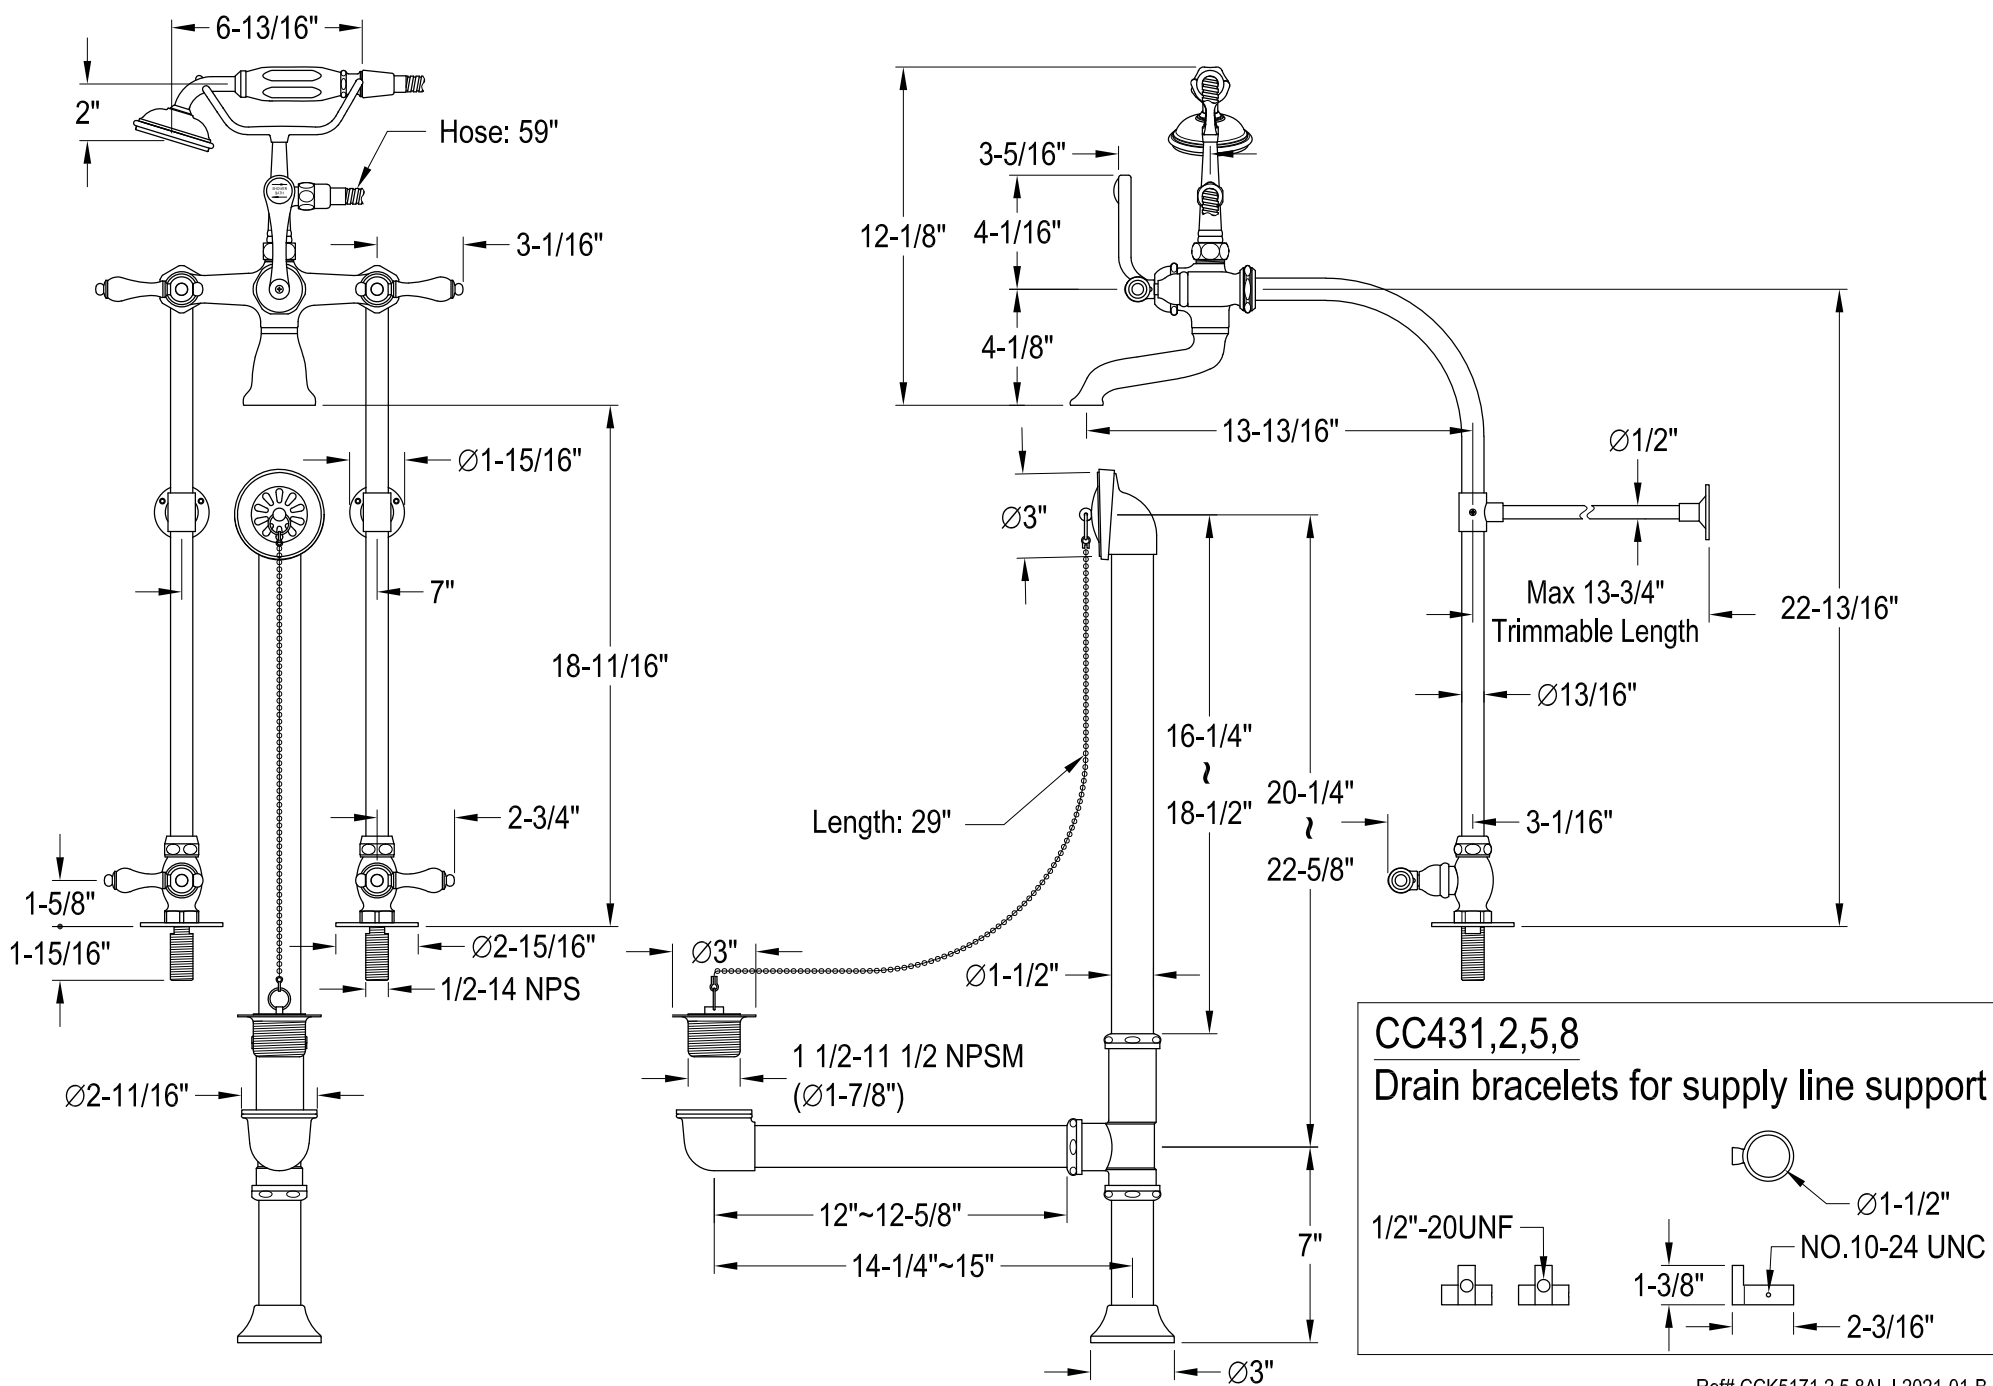 6-13/16"
2"
Hose: 59"
SHOWER
BATH
3-1/16"
Ø1-15/16"
7"
18-11/16"
2-3/4"
1-5/8"
1-15/16"
Ø2-15/16"
1/2-14 NPS
Ø2-11/16"
12-1/8"
3-5/16"
4-1/16"
4-1/8"
13-13/16"
Ø1/2"
Ø3"
Max 13-3/4"
Trimmable Length
22-13/16"
Ø13/16"
16-1/4"
~
18-1/2"
20-1/4"
~
22-5/8"
Length: 29"
3-1/16"
Ø3"
Ø1-1/2"
1 1/2-11 1/2 NPSM
(Ø1-7/8")
12"~12-5/8"
14-1/4"~15"
7"
Ø3"
CC431,2,5,8
Drain bracelets for supply line support
Ø1-1/2"
1/2"-20UNF
NO.10-24 UNC
1-3/8"
2-3/16"